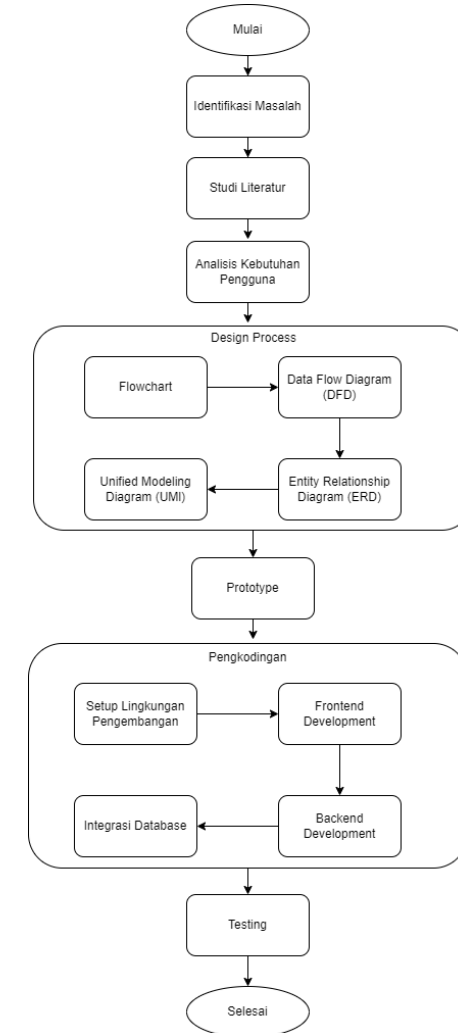 Mulai
Identifikasi Masalah
Studi Literatur
Analisis Kebutuhan
Pengguna
Design Process
Flowchart
Data Flow Diagram
(DFD)
Entity Relationship
Diagram (ERD)
Unified Modeling
Diagram (UMI)
Prototype
Pengkodingan
Setup Lingkungan
Pengembangan
Frontend
Development
Backend
Development
Integrasi Database
Testing
Selesai